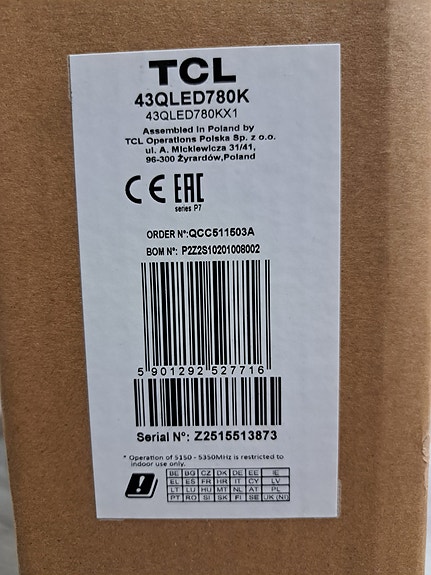 TCL
43QLED780K
43QLED780KX1
Assembled in Poland by
TCL Operations Polska Sp. z o.o.
ul. A. Mickiewicza 31/41,
96-300 Żyrardów,Poland
CE EAC
series P7
ORDER Nº:QCC511503A
BOM Nº: P2Z2S10201008002
5 901292 527716
Serial Nº: Z2515513873
* Operation of 5150 - 5350MHz is restricted to
indoor use only.
BE BG CZ DK DE EE IE
EL ES FR HR IT CY LV
LT LU HU MT NL AT PL
PT RO SI SK FI SE UK (NI)